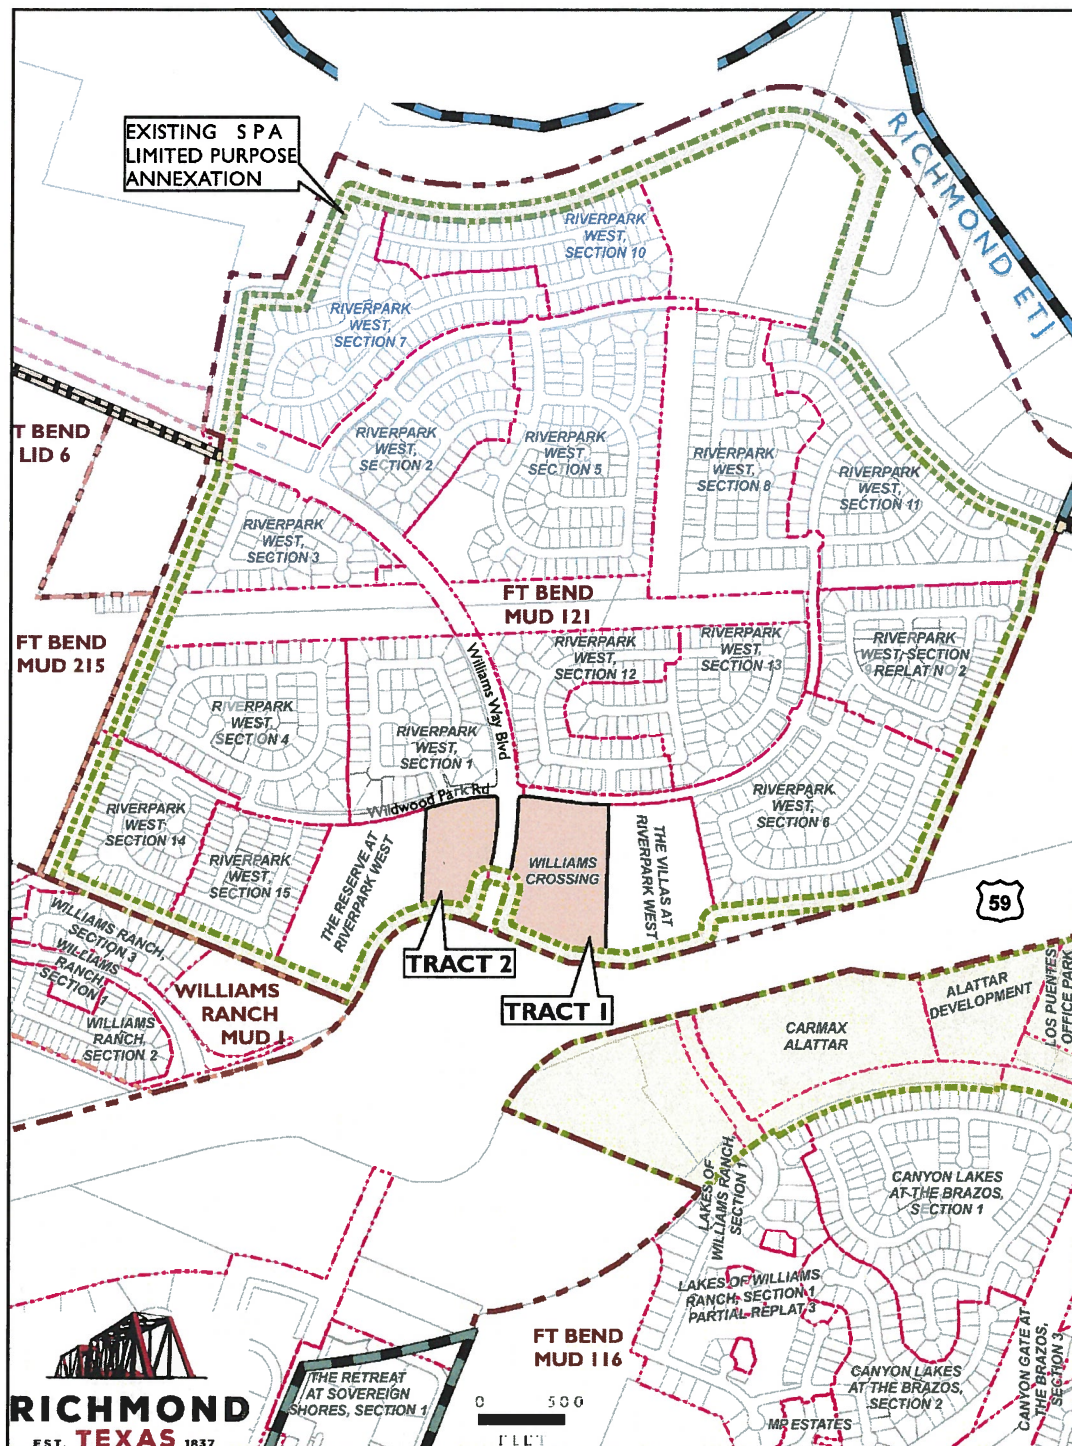 EXISTING SPA
LIMITED PURPOSE
ANNEXATION
RICHMOND ETJ
RIVERPARK
WEST,
SECTION 10
RIVERPARK
WEST,
SECTION 7
RIVERPARK
WEST,
SECTION 2
RIVERPARK
WEST
SECTION 5
RIVERPARK
WEST,
SECTION 8
RIVERPARK
WEST,
SECTION 11
T BEND
LID 6
RIVERPARK
WEST,
SECTION 3
FT BEND
MUD 121
FT BEND
MUD 215
RIVERPARK
WEST,
SECTION 12
RIVERPARK
WEST,
SECTION 13
RIVERPARK
WEST, SECTION
REPLAT NO 2
Williams Way Blvd
RIVERPARK
WEST,
SECTION 4
RIVERPARK
WEST,
SECTION 1
Wildwood Park Rd
RIVERPARK
WEST,
SECTION 6
RIVERPARK
WEST
SECTION 14
RIVERPARK
WEST,
SECTION 15
THE RESERVE AT
RIVERPARK WEST
WILLIAMS
CROSSING
THE VILLAS AT
RIVERPARK WEST
59
TRACT 2
TRACT 1
WILLIAMS RANCH,
SECTION 3
WILLIAMS
RANCH,
SECTION 1
WILLIAMS
RANCH,
SECTION 2
WILLIAMS
RANCH
MUD 1
CARMAX
ALATTAR
ALATTAR
DEVELOPMENT
LOS PUENTES
OFFICE PARK
LAKES OF
WILLIAMS RANCH,
SECTION 1
CANYON LAKES
AT THE BRAZOS,
SECTION 1
LAKES OF WILLIAMS
RANCH, SECTION 1
PARTIAL REPLAT 3
FT BEND
MUD 116
CANYON LAKES
AT THE BRAZOS,
SECTION 2
CANYON GATE AT
THE BRAZOS,
SECTION 3
MP ESTATES
THE RETREAT
AT SOVEREIGN
SHORES, SECTION 1
RICHMOND
EST. TEXAS 1837
0 500